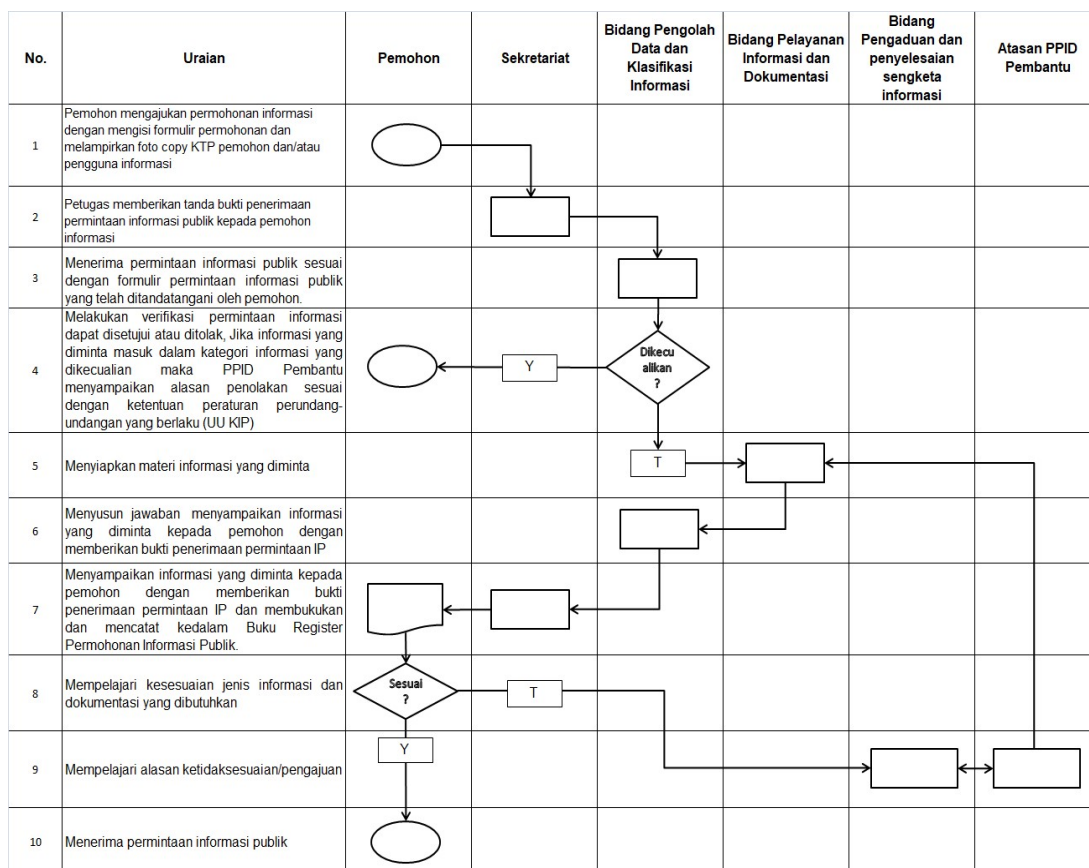 No.
Uraian
Pemohon
Sekretariat
Bidang Pengolah
Data dan
Klasifikasi
Informasi
Bidang Pelayanan
Informasi dan
Dokumentasi
Bidang
Pengaduan dan
penyelesaian
sengketa
informasi
Atasan PPID
Pembantu
1
Pemohon mengajukan permohonan informasi
dengan mengisi formulir permohonan dan
melampirkan foto copy KTP pemohon dan/atau
pengguna informasi
2
Petugas memberikan tanda bukti penerimaan
permintaan informasi publik kepada pemohon
informasi
3
Menerima permintaan informasi publik sesuai
dengan formulir permintaan informasi publik
yang telah ditandatangani oleh pemohon.
4
Melakukan verifikasi permintaan informasi
dapat disetujui atau ditolak, Jika informasi yang
diminta masuk dalam kategori informasi yang
dikecualian maka PPID Pembantu
menyampaikan alasan penolakan sesuai
dengan ketentuan peraturan perundang-
undangan yang berlaku (UU KIP)
Y
Dikecu
alikan
?
5
Menyiapkan materi informasi yang diminta
T
6
Menyusun jawaban menyampaikan informasi
yang diminta kepada pemohon dengan
memberikan bukti penerimaan permintaan IP
7
Menyampaikan informasi yang diminta kepada
pemohon dengan memberikan bukti
penerimaan permintaan IP dan membukukan
dan mencatat kedalam Buku Register
Permohonan Informasi Publik.
8
Mempelajari kesesuaian jenis informasi dan
dokumentasi yang dibutuhkan
Sesuai
?
T
9
Mempelajari alasan ketidaksesuaian/pengajuan
Y
10
Menerima permintaan informasi publik